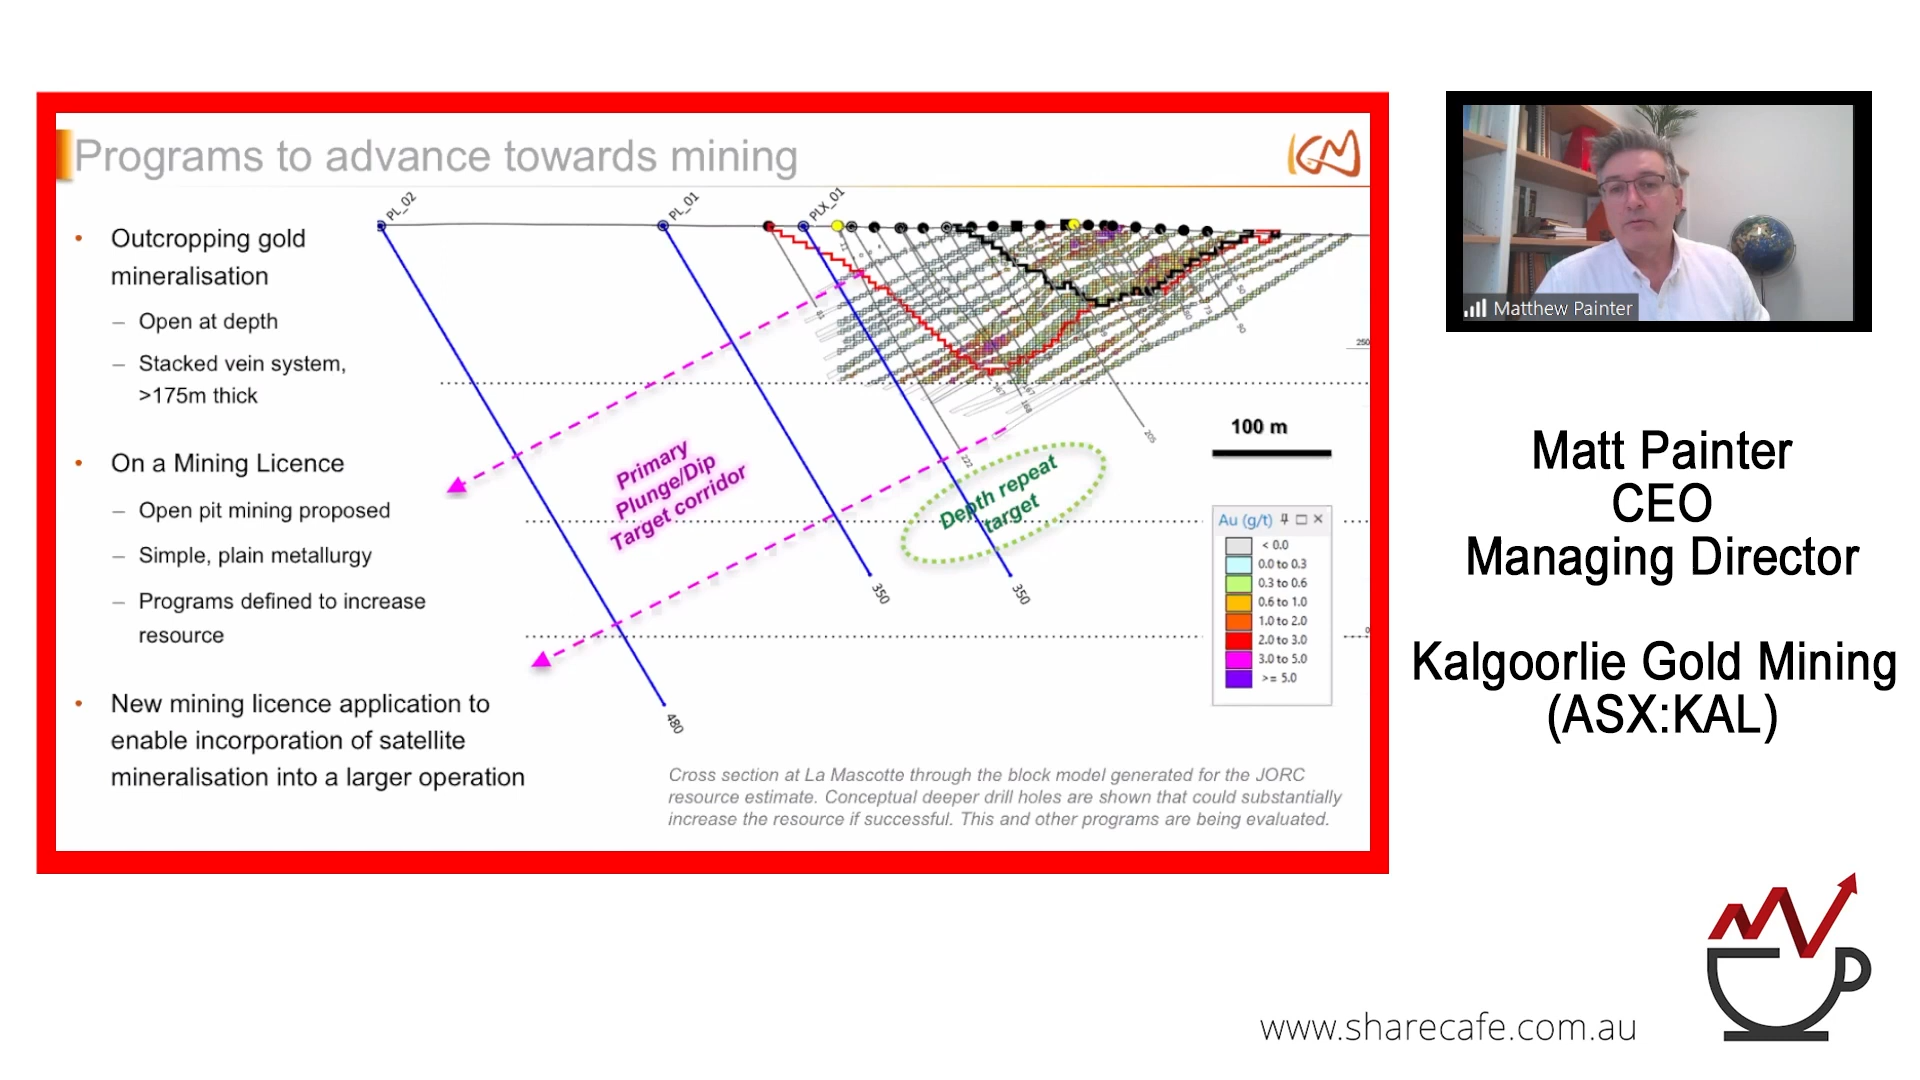 Programs to advance towards mining
KM
PL_02
PL_01
PLX_01
• Outcropping gold
mineralisation
– Open at depth
– Stacked vein system,
>175m thick
• On a Mining Licence
– Open pit mining proposed
– Simple, plain metallurgy
– Programs defined to increase
resource
• New mining licence application to
enable incorporation of satellite
mineralisation into a larger operation
Primary
Plunge/Dip
Target corridor
Depth repeat
target
100 m
250
0
205
222
350
350
480
Au (g/t)
< 0.0
0.0 to 0.3
0.3 to 0.6
0.6 to 1.0
1.0 to 2.0
2.0 to 3.0
3.0 to 5.0
>= 5.0
Cross section at La Mascotte through the block model generated for the JORC
resource estimate. Conceptual deeper drill holes are shown that could substantially
increase the resource if successful. This and other programs are being evaluated.
Matthew Painter
Matt Painter
CEO
Managing Director
Kalgoorlie Gold Mining
(ASX:KAL)
www.sharecafe.com.au